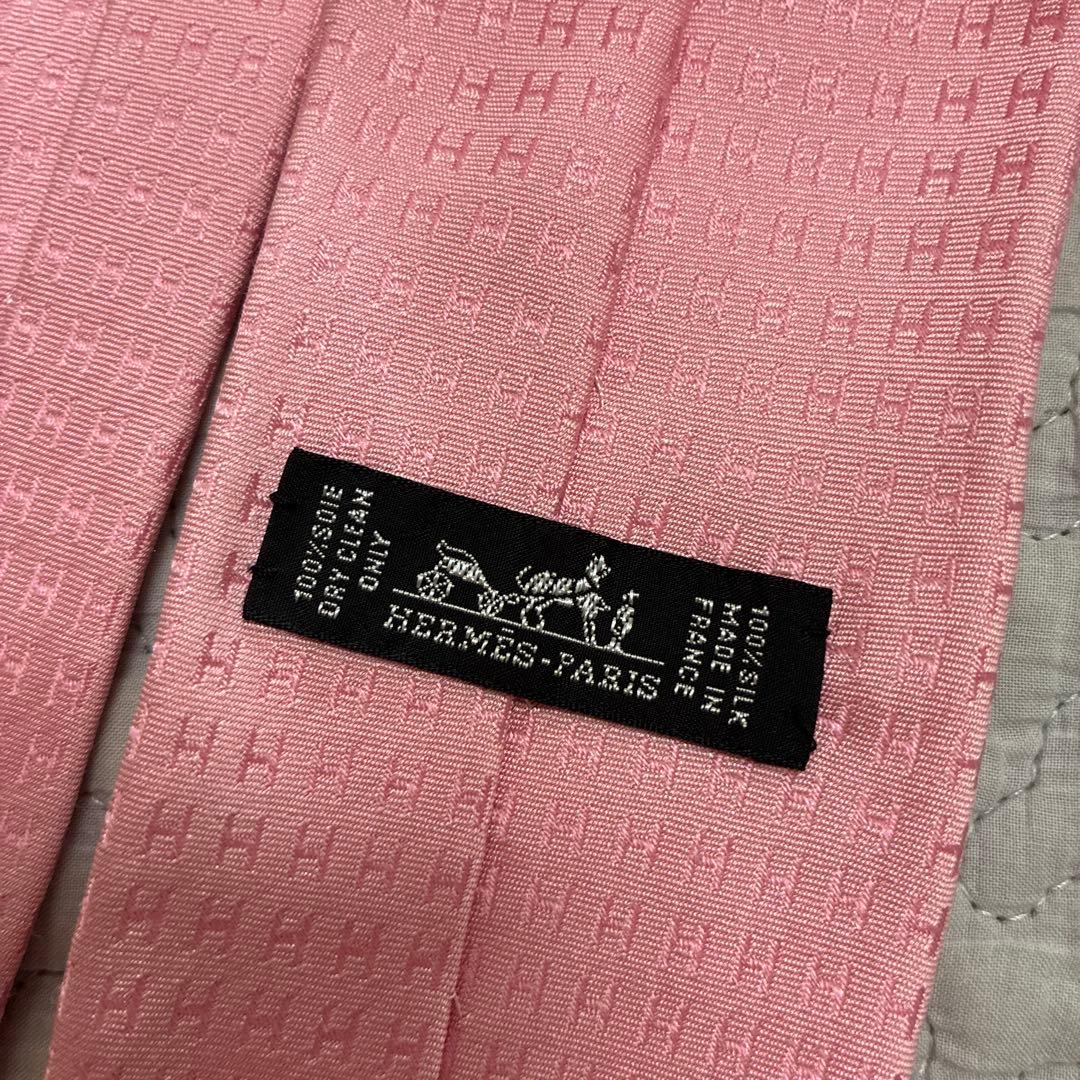 100%SOIE
DRY CLEAN
ONLY
HERMÈS-PARIS
100%SILK
MADE IN
FRANCE